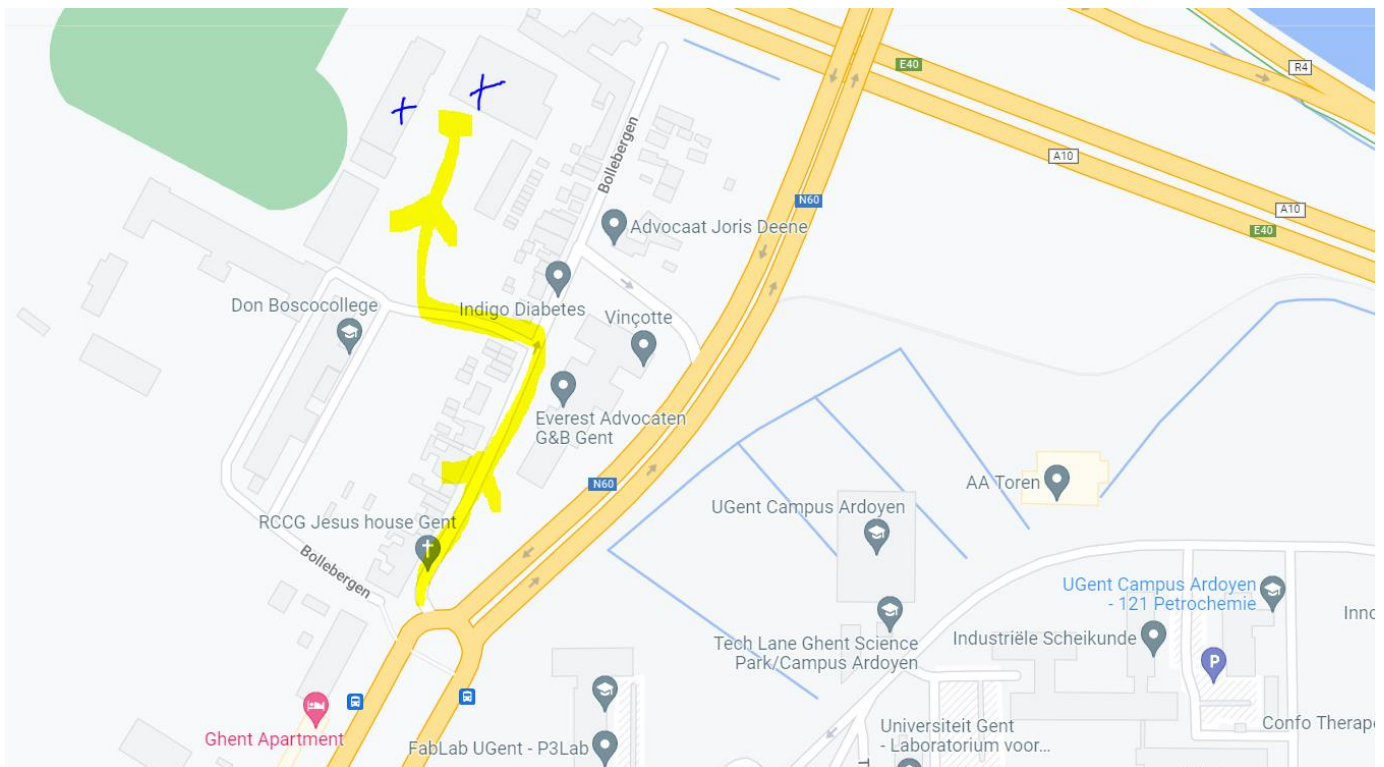 E40
R4
A10
Bollebergen
N60
A10
E40
Advocaat Joris Deene
Indigo Diabetes
Don Boscocollege
Vinçotte
Everest Advocaten
G&B Gent
N60
AA Toren
UGent Campus Ardoyen
RCCG Jesus house Gent
Bollebergen
UGent Campus Ardoyen
- 121 Petrochemie
Inno
Tech Lane Ghent Science
Park/Campus Ardoyen
Industriële Scheikunde
P
Ghent Apartment
FabLab UGent - P3Lab
Universiteit Gent
- Laboratorium voor...
Confo Therape
T